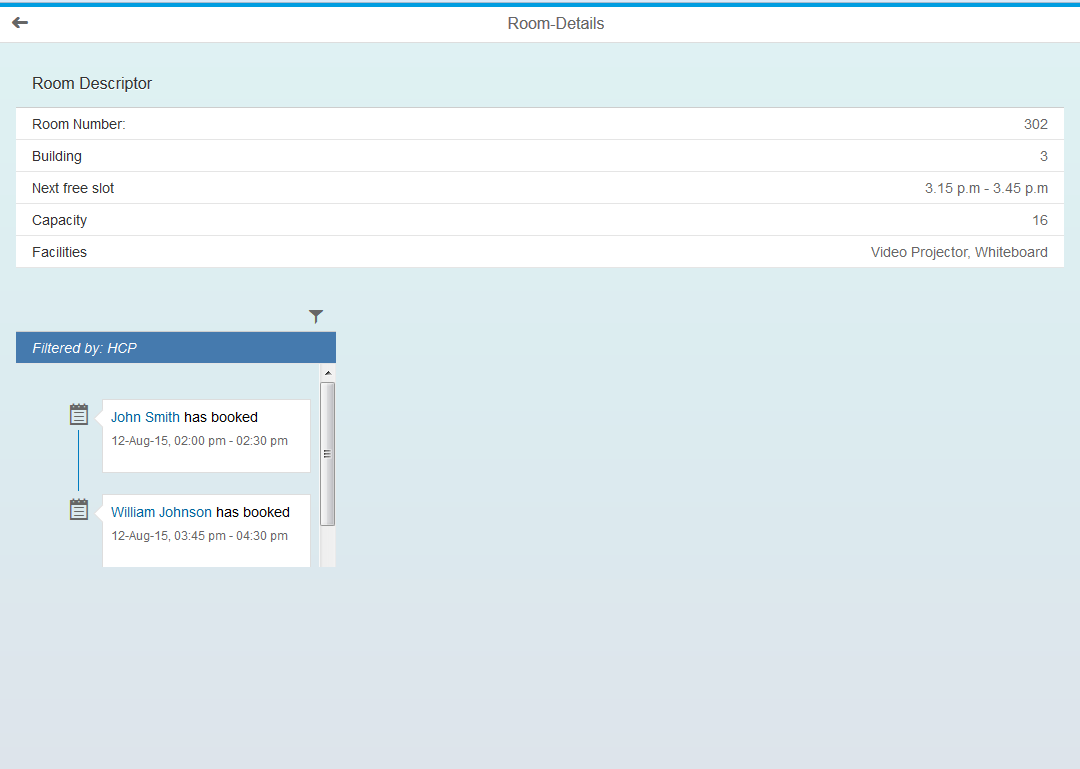 Room-Details
Room Descriptor
Room Number: 302
Building 3
Next free slot 3.15 p.m - 3.45 p.m
Capacity 16
Facilities Video Projector, Whiteboard
Filtered by: HCP
John Smith has booked
12-Aug-15, 02:00 pm - 02:30 pm
William Johnson has booked
12-Aug-15, 03:45 pm - 04:30 pm